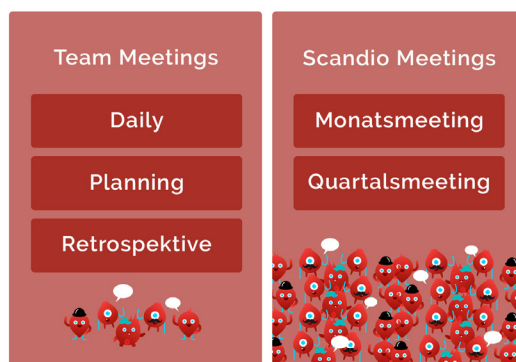 Team Meetings
Daily
Planning
Retrospektive
Scandio Meetings
Monatsmeeting
Quartalsmeeting